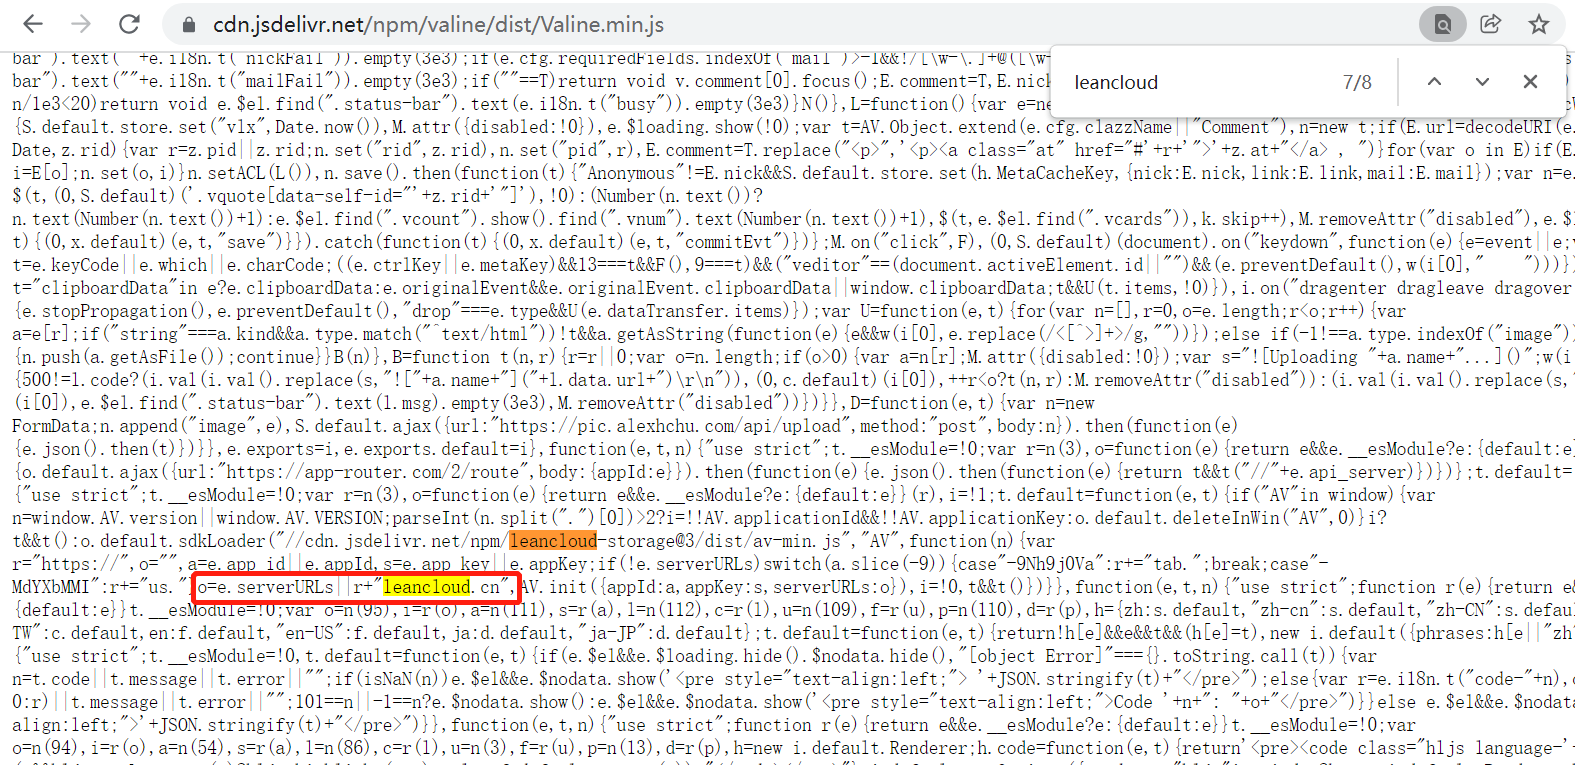 cdn.jsdelivr.net/npm/valine/dist/Valine.min.js
leancloud 7/8
bar").text(""+e.i18n.t("nickFail")).empty(3e3);if(e.cfg.requiredFields.indexOf("mail")>-1&&!/[\w-\.]+@([\w-
bar").text(""+e.i18n.t("mailFail")).empty(3e3);if(""==T)return void v.comment[0].focus();E.comment=T,E.nick
n/1e3<20)return void e.$el.find(".status-bar").text(e.i18n.t("busy")).empty(3e3)}N()},L=function(){var e=ne
{S.default.store.set("vlx",Date.now()),M.attr({disabled:!0}),e.$loading.show(!0);var t=AV.Object.extend(e.cfg.clazzName||"Comment"),n=new t;if(E.url=decodeURI(e.
Date,z.rid){var r=z.pid||z.rid;n.set("rid",z.rid),n.set("pid",r),E.comment=T.replace("<p>",'<p><a class="at" href="#'+r+'">'+z.at+"</a> , ")}for(var o in E)if(E.
i=E[o];n.set(o,i)}n.setACL(L()),n.save().then(function(t){"Anonymous"!=E.nick&&S.default.store.set(h.MetaCacheKey,{nick:E.nick,link:E.link,mail:E.mail});var n=e.
$(t,(0,S.default)('.vquote[data-self-id="'+z.rid+'"]'),!0):(Number(n.text())?
n.text(Number(n.text())+1):e.$el.find(".vcount").show().find(".vnum").text(Number(n.text())+1),$(t,e.$el.find(".vcards")),k.skip++),M.removeAttr("disabled"),e.$l
t){(0,x.default)(e,t,"save")}}).catch(function(t){(0,x.default)(e,t,"commitEvt")})};M.on("click",F),(0,S.default)(document).on("keydown",function(e){e=event||e;v
t=e.keyCode||e.which||e.charCode;((e.ctrlKey||e.metaKey)&&13===t&&F(),9===t)&&("veditor"==(document.activeElement.id||"")&&(e.preventDefault(),w(i[0],"    ")))})
t="clipboardData"in e?e.clipboardData:e.originalEvent&&e.originalEvent.clipboardData||window.clipboardData;t&&U(t.items,!0)}),i.on("dragenter dragleave dragover
{e.stopPropagation(),e.preventDefault(),"drop"===e.type&&U(e.dataTransfer.items)});var U=function(e,t){for(var n=[],r=0,o=e.length;r<o;r++){var
a=e[r];if("string"===a.kind&&a.type.match("^text/html"))!t&&a.getAsString(function(e){e&&w(i[0],e.replace(/<[^>]+>/g,""))});else if(-1!==a.type.indexOf("image"))
{n.push(a.getAsFile());continue}}B(n)},B=function t(n,r){r=r||0;var o=n.length;if(o>0){var a=n[r];M.attr({disabled:!0});var s="![Uploading "+a.name+"...]()";w(i
{500!=l.code?(i.val(i.val().replace(s,"!["+a.name+"]("+l.data.url+")\r\n")),(0,c.default)(i[0]),++r<o?t(n,r):M.removeAttr("disabled")):(i.val(i.val().replace(s,"
(i[0]),e.$el.find(".status-bar").text(l.msg).empty(3e3),M.removeAttr("disabled"))})}},D=function(e,t){var n=new
FormData;n.append("image",e),S.default.ajax({url:"https://pic.alexhchu.com/api/upload",method:"post",body:n}).then(function(e)
{e.json().then(t)})}},e.exports=i,e.exports.default=i},function(e,t,n){"use strict";t.__esModule=!0;var r=n(3),o=function(e){return e&&e.__esModule?e:{default:e}
{o.default.ajax({url:"https://app-router.com/2/route",body:{appId:e}}).then(function(e){e.json().then(function(e){return t&&t("//"+e.api_server)})})};t.default=
{"use strict";t.__esModule=!0;var r=n(3),o=function(e){return e&&e.__esModule?e:{default:e}}(r),i=!1;t.default=function(e,t){if("AV"in window){var
n=window.AV.version||window.AV.VERSION;parseInt(n.split(".")[0])>2?i=!!AV.applicationId&&!!AV.applicationKey:o.default.deleteInWin("AV",0)}i?
t&&t():o.default.sdkLoader("//cdn.jsdelivr.net/npm/leancloud-storage@3/dist/av-min.js","AV",function(n){var
r="https://",o="",a=e.app_id||e.appId,s=e.app_key||e.appKey;if(!e.serverURLs)switch(a.slice(-9)){case"-9Nh9j0Va":r+="tab.";break;case"-
MdYXbMMI":r+="us."}o=e.serverURLs||r+"leancloud.cn",AV.init({appId:a,appKey:s,serverURLs:o}),i=!0,t&&t()})}},function(e,t,n){"use strict";function r(e){return e
{default:e}}t.__esModule=!0;var o=n(95),i=r(o),a=n(111),s=r(a),l=n(112),c=r(l),u=n(109),f=r(u),p=n(110),d=r(p),h={zh:s.default,"zh-cn":s.default,"zh-CN":s.defau
TW":c.default,en:f.default,"en-US":f.default,ja:d.default,"ja-JP":d.default};t.default=function(e,t){return!h[e]&&e&&t&&(h[e]=t),new i.default({phrases:h[e||"zh"
{"use strict";t.__esModule=!0,t.default=function(e,t){if(e.$el&&e.$loading.hide().$nodata.hide(),"[object Error]"==={}.toString.call(t)){var
n=t.code||t.message||t.error||"";if(isNaN(n))e.$el&&e.$nodata.show('<pre style="text-align:left;"> '+JSON.stringify(t)+"</pre>");else{var r=e.i18n.t("code-"+n),o
0:r)||t.message||t.error||"";101==n||-1==n?e.$nodata.show():e.$el&&e.$nodata.show('<pre style="text-align:left;">Code '+n+": "+o+"</pre>")}}else e.$el&&e.$nodata
align:left;">'+JSON.stringify(t)+"</pre>")}},function(e,t,n){"use strict";function r(e){return e&&e.__esModule?e:{default:e}}t.__esModule=!0;var
o=n(94),i=r(o),a=n(54),s=r(a),l=n(86),c=r(l),u=n(3),f=r(u),p=n(13),d=r(p),h=new i.default.Renderer;h.code=function(e,t){return'<pre><code class="hljs language-'+